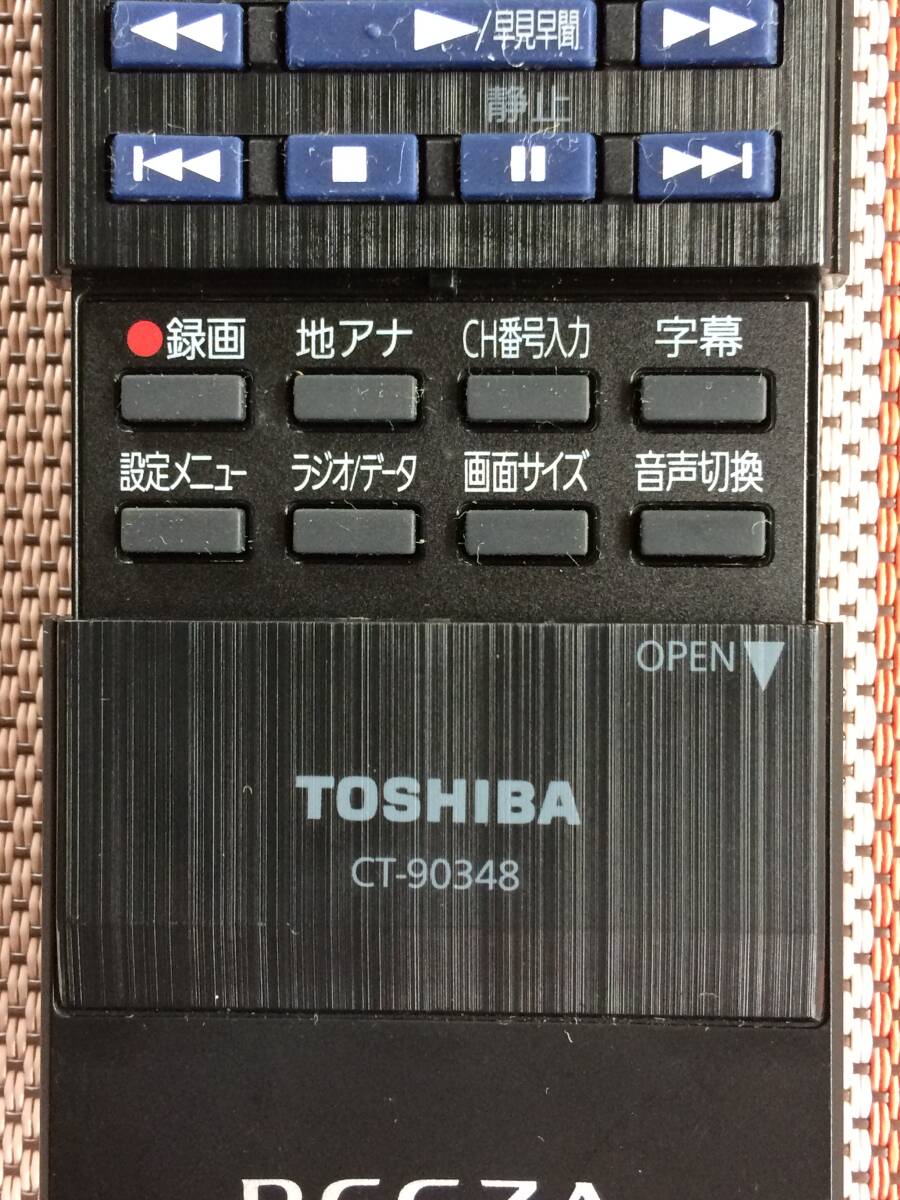 /早見早聞
静止
録画 地アナ CH番号入力 字幕
設定メニュー ラジオ/データ 画面サイズ 音声切換
OPEN
TOSHIBA
CT-90348